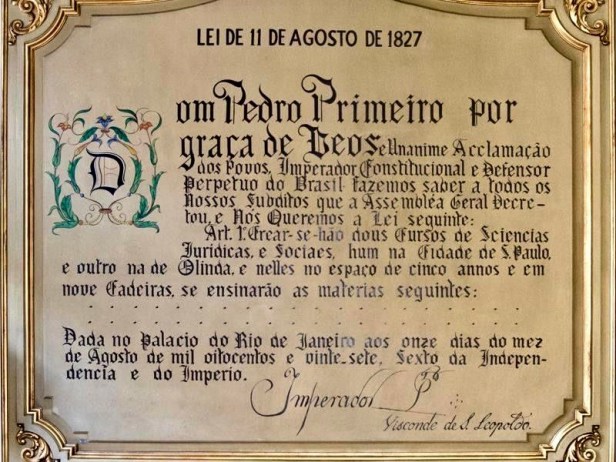 LEI DE 11 DE AGOSTO DE 1827
Dom Pedro Primeiro por
graça de Deos e Unanime Acclamação
dos Povos, Imperador Constitucional e Defensor
Perpetuo do Brasil fazemos saber a todos os
Nossos Subditos que a Assembléa Geral Decre-
tou, e Nós Queremos a Lei seguinte:
Art. 1º Crear-se-hão dous Cursos de Sciencias
Juridicas, e Sociaes, hum na Cidade de S. Paulo,
e outro na de Olinda, e nelles no espaço de cinco annos e em
nove Cadeiras, se ensinarão as materias seguintes:
Dada no Palacio do Rio de Janeiro aos onze dias do mez
de Agosto de mil oitocentos e vinte-sete, Sexto da Indepen-
dencia e do Imperio.
Imperador P
Visconde de S. Leopoldo.